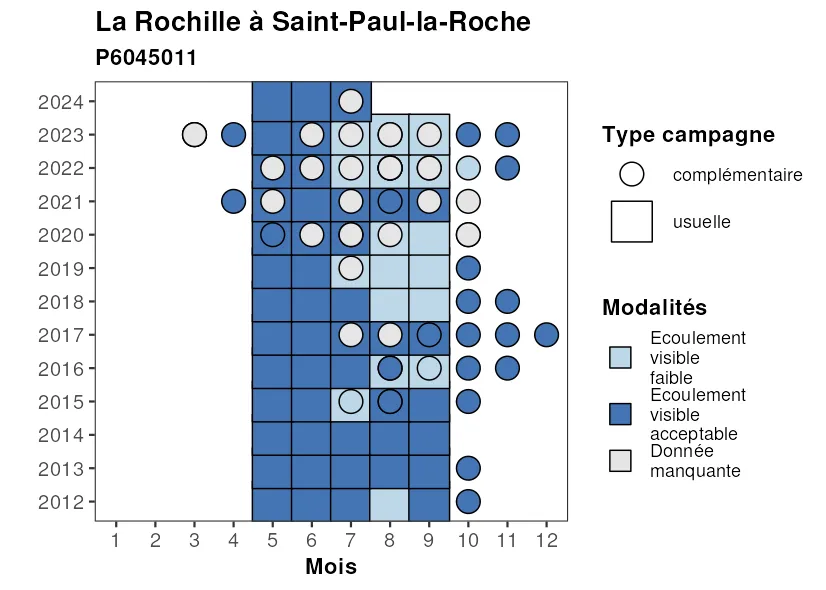 La Rochille à Saint-Paul-la-Roche
P6045011
2024
2023
2022
2021
2020
2019
2018
2017
2016
2015
2014
2013
2012
1 2 3 4 5 6 7 8 9 10 11 12
Mois
Type campagne
complémentaire
usuelle
Modalités
Ecoulement
visible
faible
Ecoulement
visible
acceptable
Donnée
manquante